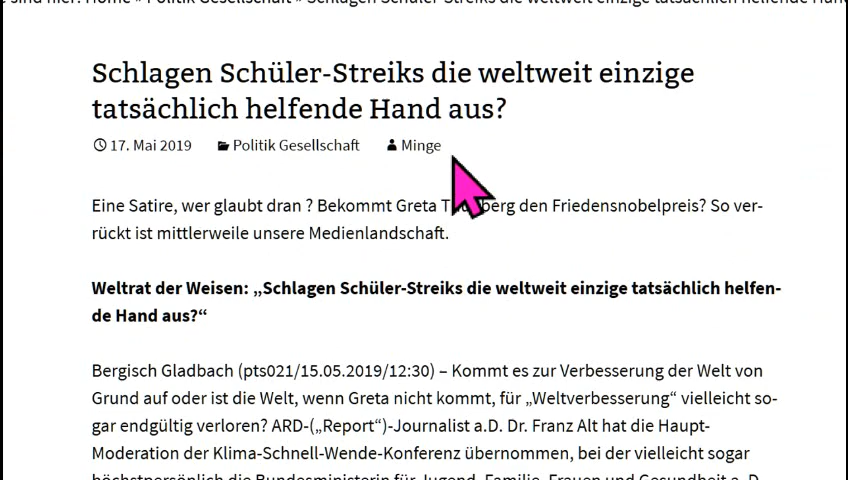 sind hier: Home » Politik Gesellschaft » Schlagen Schüler-Streiks die weltweit einzige tatsächlich helfende
Schlagen Schüler-Streiks die weltweit einzige
tatsächlich helfende Hand aus?
17. Mai 2019 Politik Gesellschaft Minge
Eine Satire, wer glaubt dran ? Bekommt Greta den Friedensnobelpreis? So ver-
rückt ist mittlerweile unsere Medienlandschaft.
Weltrat der Weisen: „Schlagen Schüler-Streiks die weltweit einzige tatsächlich helfen-
de Hand aus?“
Bergisch Gladbach (pts021/15.05.2019/12:30) – Kommt es zur Verbesserung der Welt von
Grund auf oder ist die Welt, wenn Greta nicht kommt, für „Weltverbesserung“ vielleicht so-
gar endgültig verloren? ARD-(„Report“)-Journalist a.D. Dr. Franz Alt hat die Haupt-
Moderation der Klima-Schnell-Wende-Konferenz übernommen, bei der vielleicht sogar
höchstpersönlich die Bundesministerin für Jugend, Familie, Frauen und Gesundheit a. D.